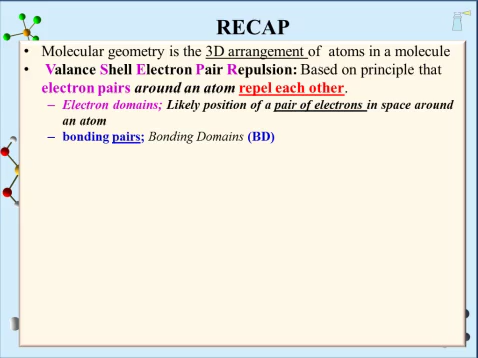 RECAP
• Molecular geometry is the 3D arrangement of atoms in a molecule
• Valance Shell Electron Pair Repulsion: Based on principle that
electron pairs around an atom repel each other.
– Electron domains; Likely position of a pair of electrons in space around
an atom
– bonding pairs; Bonding Domains (BD)